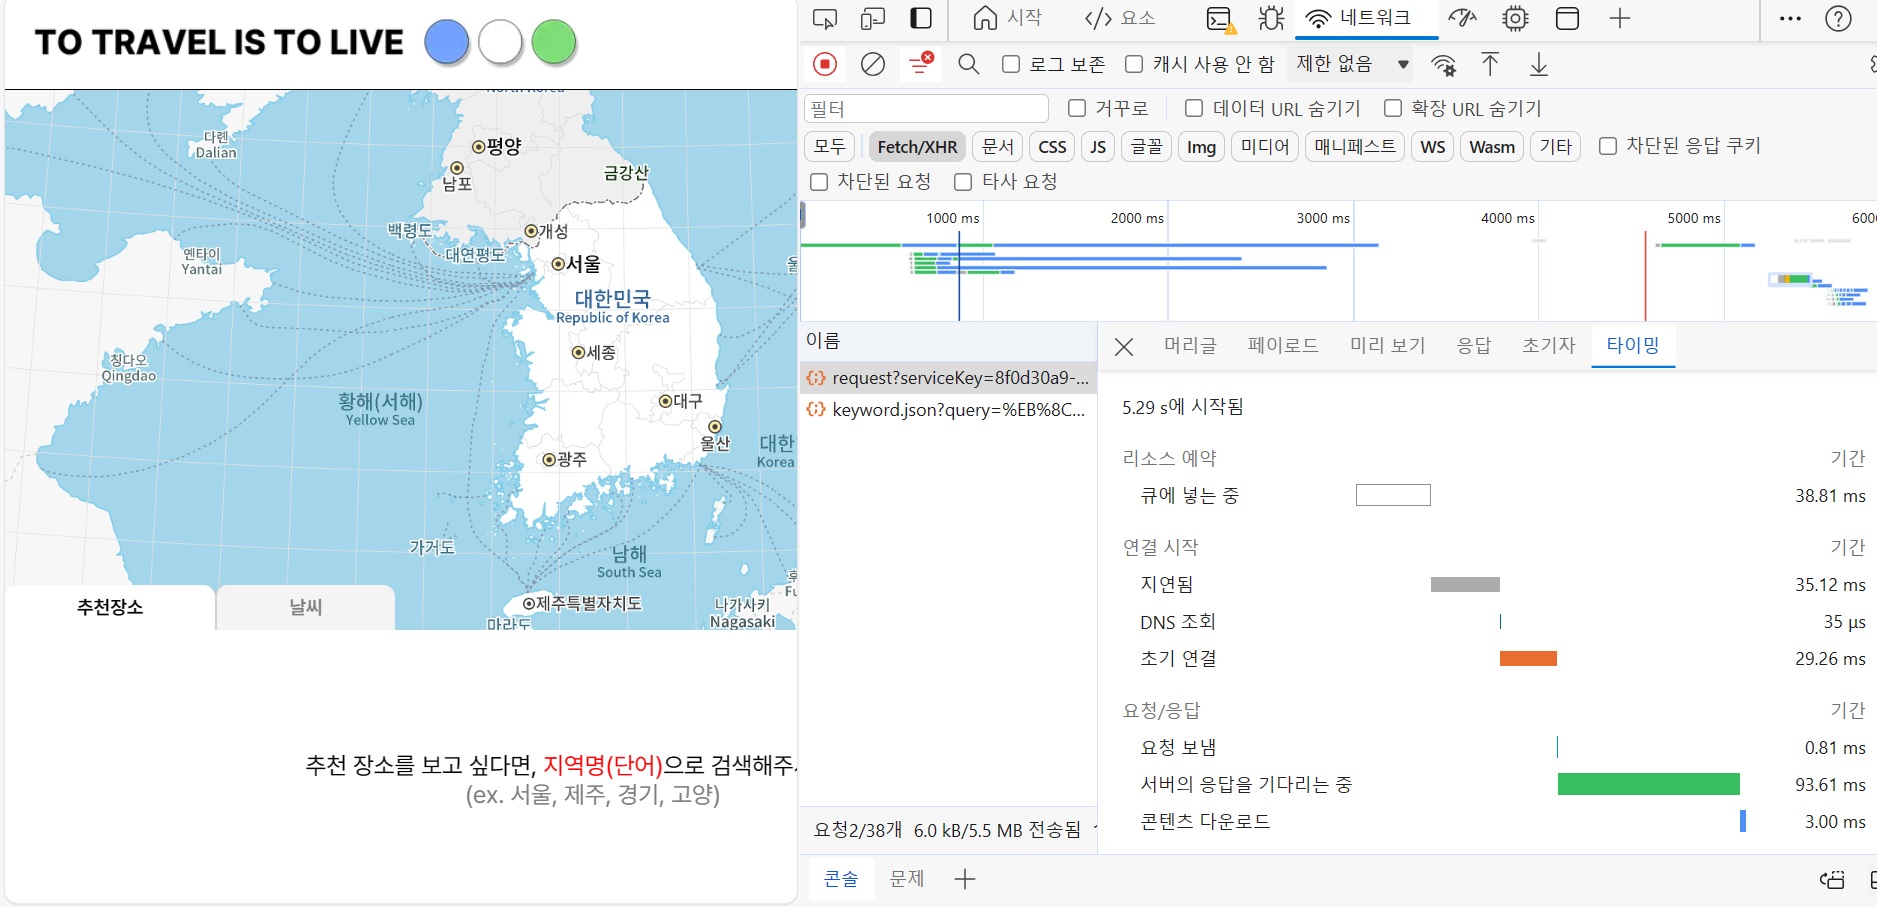 TO TRAVEL IS TO LIVE
North Korea
다롄
Dalian
평양
남포
금강산
백령도
개성
대연평도
옌타이
Yantai
서울
대한민국
Republic of Korea
세종
칭다오
Qingdao
황해(서해)
Yellow Sea
대구
울산
대한
Korea
광주
가거도
남해
South Sea
제주특별자치도
나가사키
Nagasaki
마라도
추천장소
날씨
추천 장소를 보고 싶다면, 지역명(단어)으로 검색해주
(ex. 서울, 제주, 경기, 고양)
시작
요소
네트워크
로그 보존
캐시 사용 안 함
제한 없음
필터
거꾸로
데이터 URL 숨기기
확장 URL 숨기기
모두
Fetch/XHR
문서
CSS
JS
글꼴
Img
미디어
매니페스트
WS
Wasm
기타
차단된 응답 쿠키
차단된 요청
타사 요청
1000 ms
2000 ms
3000 ms
4000 ms
5000 ms
6000
이름
request?serviceKey=8f0d30a9-...
keyword.json?query=%EB%8C...
요청2/38개 6.0 kB/5.5 MB 전송됨
머리글
페이로드
미리 보기
응답
초기자
타이밍
5.29 s에 시작됨
리소스 예약 기간
큐에 넣는 중 38.81 ms
연결 시작 기간
지연됨 35.12 ms
DNS 조회 35 μs
초기 연결 29.26 ms
요청/응답 기간
요청 보냄 0.81 ms
서버의 응답을 기다리는 중 93.61 ms
콘텐츠 다운로드 3.00 ms
콘솔
문제